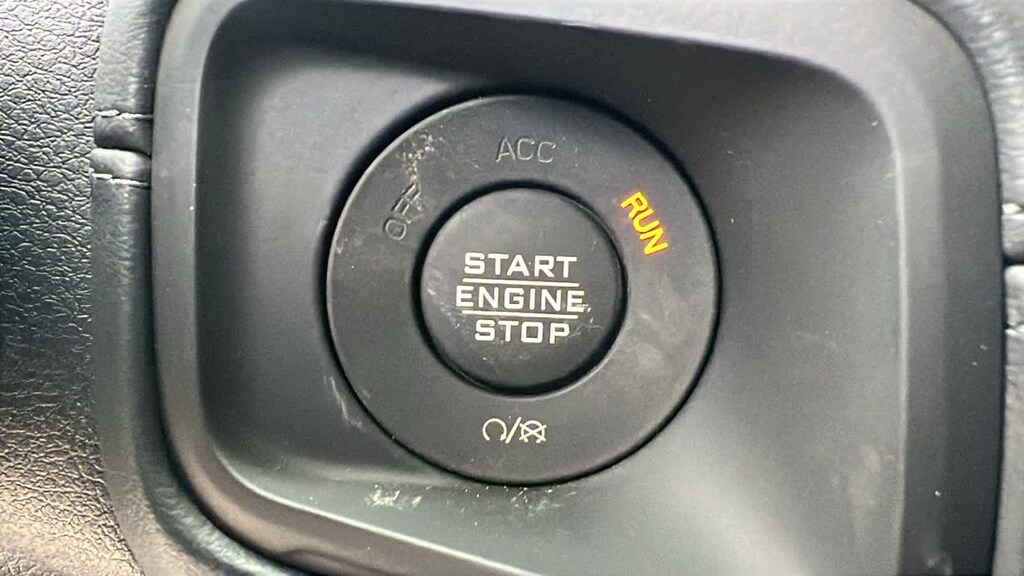 ACC
OFF
RUN
START
ENGINE
STOP